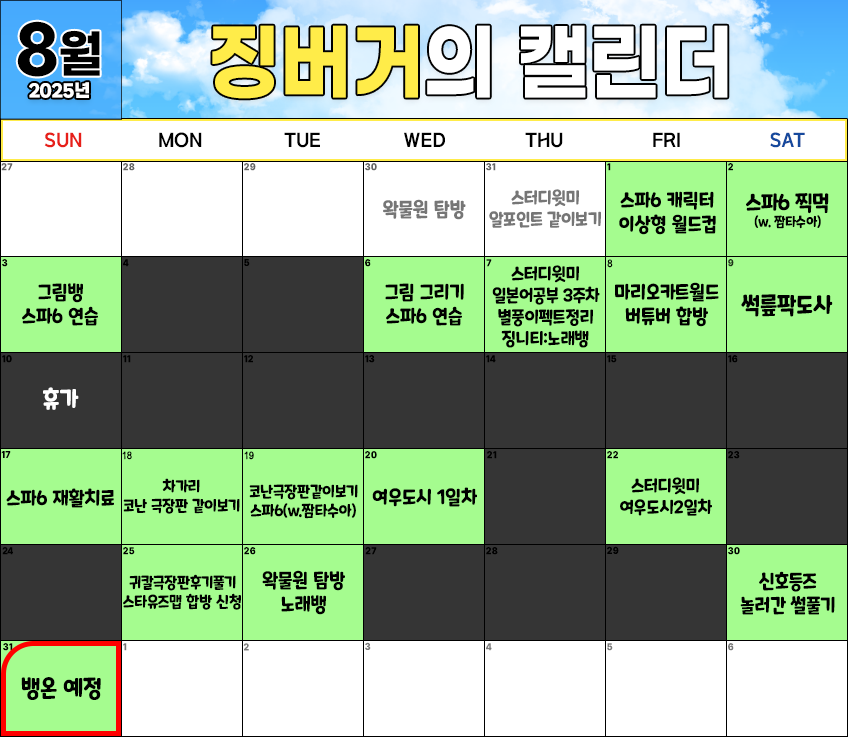 8월
2025년
징버거의 캘린더
SUN MON TUE WED THU FRI SAT
27 28 29 30 31 1 2
왁물원 탐방
스터디윗미
알포인트 같이보기
스파6 캐릭터
이상형 월드컵
스파6 찍먹
(w. 짬타수아)
3 4 5 6 7 8 9
그림뱅
스파6 연습
그림 그리기
스파6 연습
스터디윗미
일본어공부 3주차
별풍이펙트정리
징니티:노래뱅
마리오카트월드
버튜버 합방
썩릎팍도사
10 11 12 13 14 15 16
휴가
17 18 19 20 21 22 23
스파6 재활치료
차가리
코난 극장판 같이보기
코난극장판같이보기
스파6(w.짬타수아)
여우도시 1일차
스터디윗미
여우도시2일차
24 25 26 27 28 29 30
귀칼극장판후기풀기
스타유즈맵 합방 신청
왁물원 탐방
노래뱅
신호등즈
놀러간 썰풀기
31 1 2 3 4 5 6
뱅온 예정